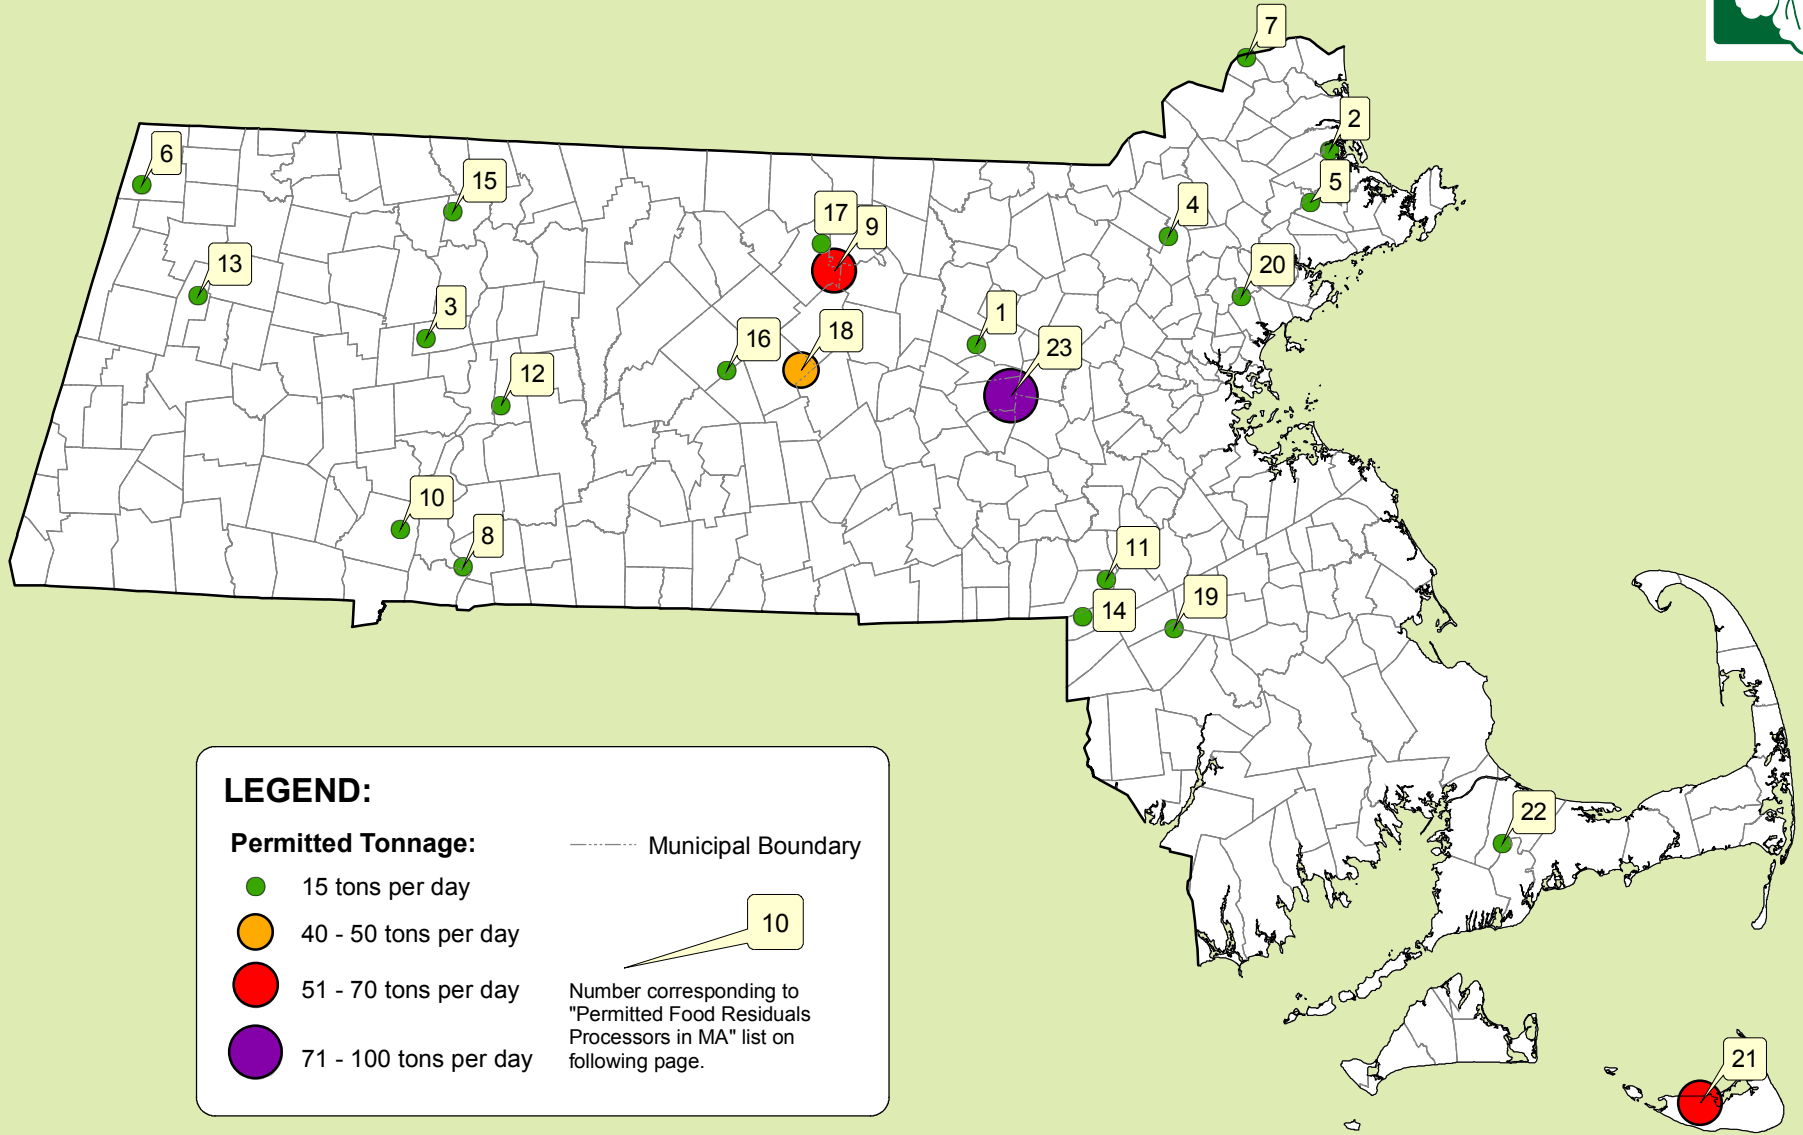 7
2
6
15
5
17
9
4
13
20
3
1
18
16
23
12
10
8
11
14
19
22
21
LEGEND:
Permitted Tonnage:
15 tons per day
40 - 50 tons per day
51 - 70 tons per day
71 - 100 tons per day
Municipal Boundary
10
Number corresponding to
"Permitted Food Residuals
Processors in MA" list on
following page.